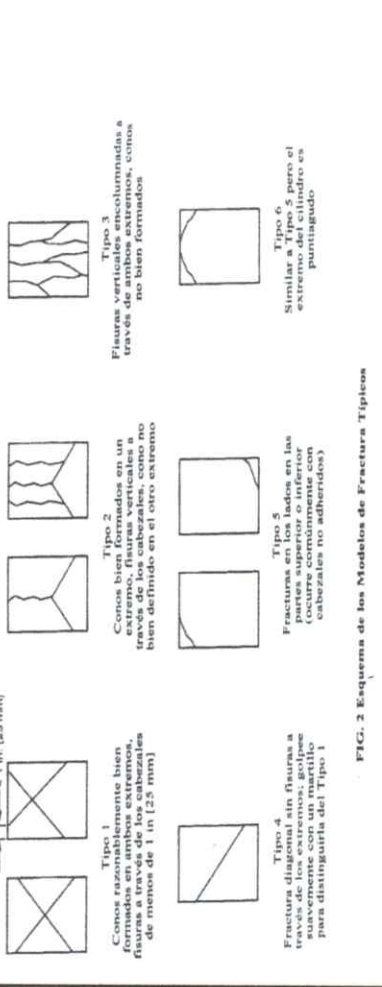 Tipo 1
Conos razonablemente bien
formados en ambos extremos,
fisuras a través de los cabezales
de menos de 1 in [25 mm]
Tipo 2
Conos bien formados en un
extremo, fisuras verticales a
través de los cabezales, cono no
bien definido en el otro extremo
Tipo 3
Fisuras verticales encolumnadas a
través de ambos extremos, conos
no bien formados
Tipo 4
Fractura diagonal sin fisuras a
través de los extremos; golpee
suavemente con un martillo
para distinguirla del Tipo 1
Tipo 5
Fracturas en los lados en las
partes superior o inferior
(ocurre comúnmente con
cabezales no adheridos)
Tipo 6
Similar a Tipo 5 pero el
extremo del cilindro es
puntiagudo
FIG. 2 Esquema de los Modelos de Fractura Típicos